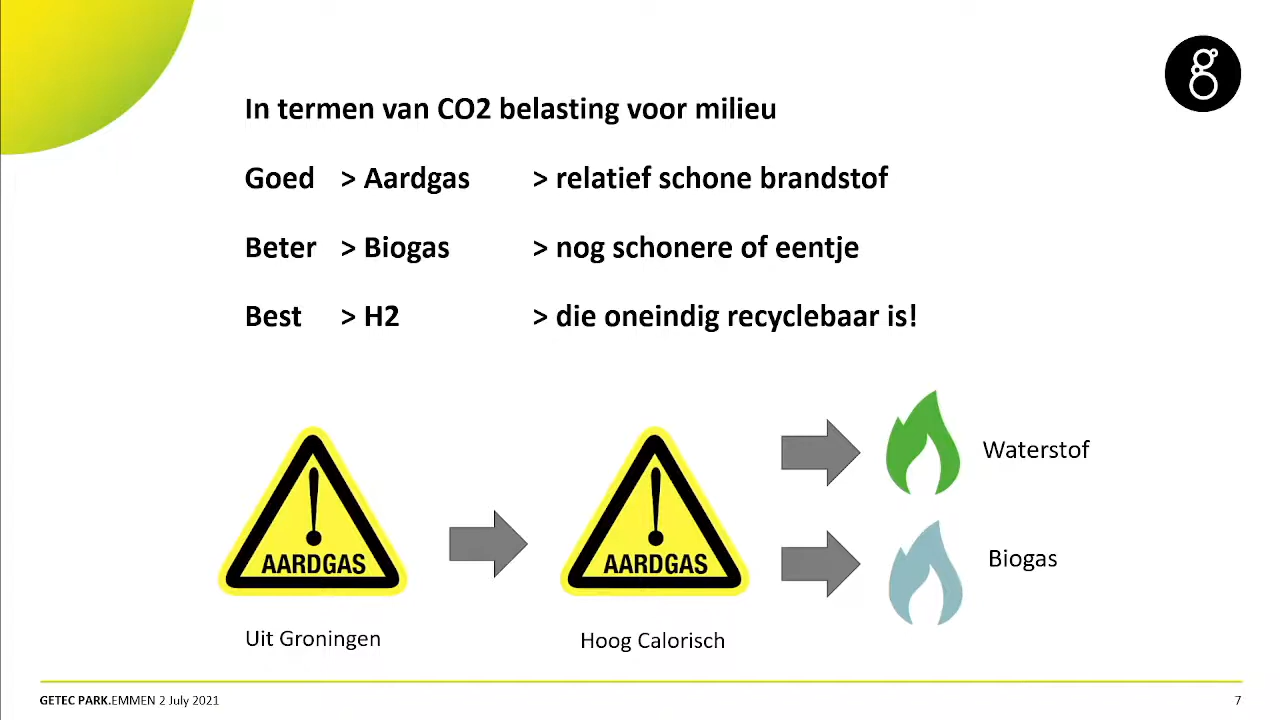 In termen van CO2 belasting voor milieu
Goed > Aardgas > relatief schone brandstof
Beter > Biogas > nog schonere of eentje
Best > H2 > die oneindig recyclebaar is!
Waterstof
AARDGAS
AARDGAS
Biogas
Uit Groningen
Hoog Calorisch
GETEC PARK.EMMEN 2 July 2021
7